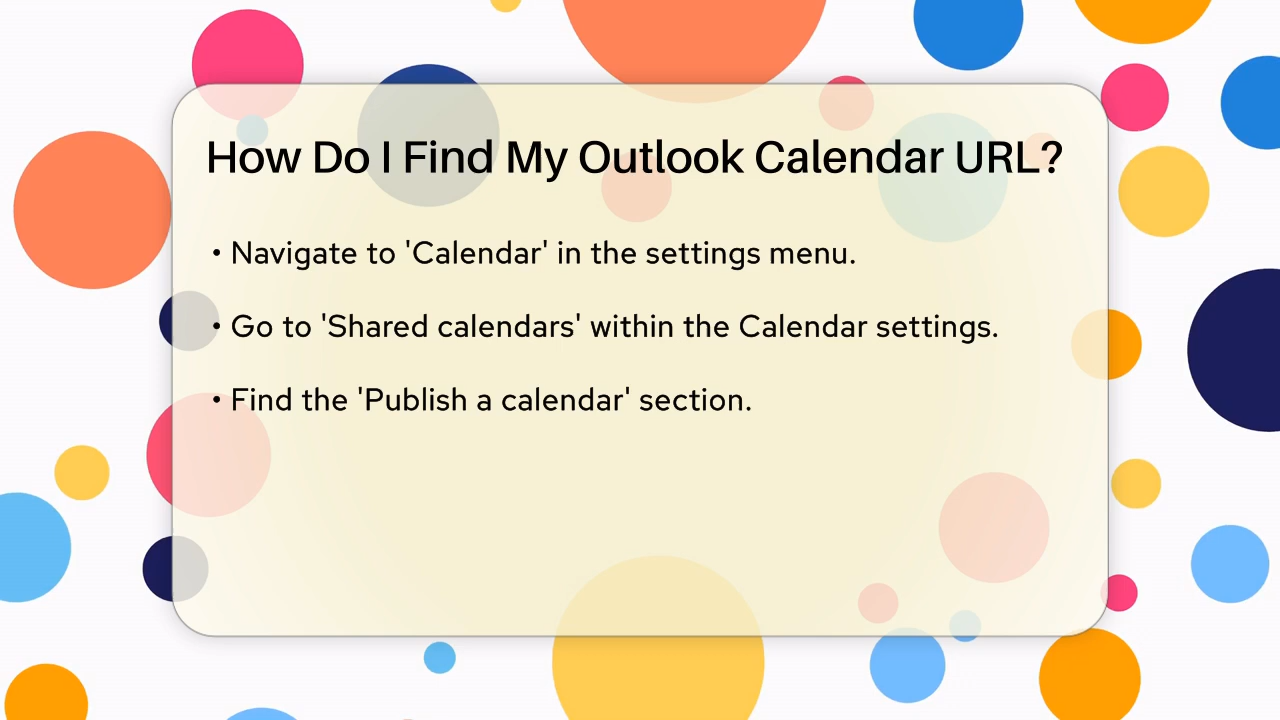 How Do I Find My Outlook Calendar URL?
• Navigate to 'Calendar' in the settings menu.
• Go to 'Shared calendars' within the Calendar settings.
• Find the 'Publish a calendar' section.